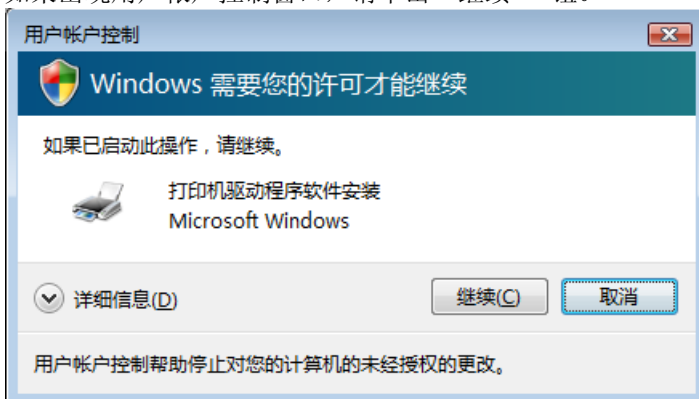 用户帐户控制
Windows 需要您的许可才能继续
如果已启动此操作，请继续。
打印机驱动程序软件安装
Microsoft Windows
详细信息(D)
继续(C)
取消
用户帐户控制帮助停止对您的计算机的未经授权的更改。